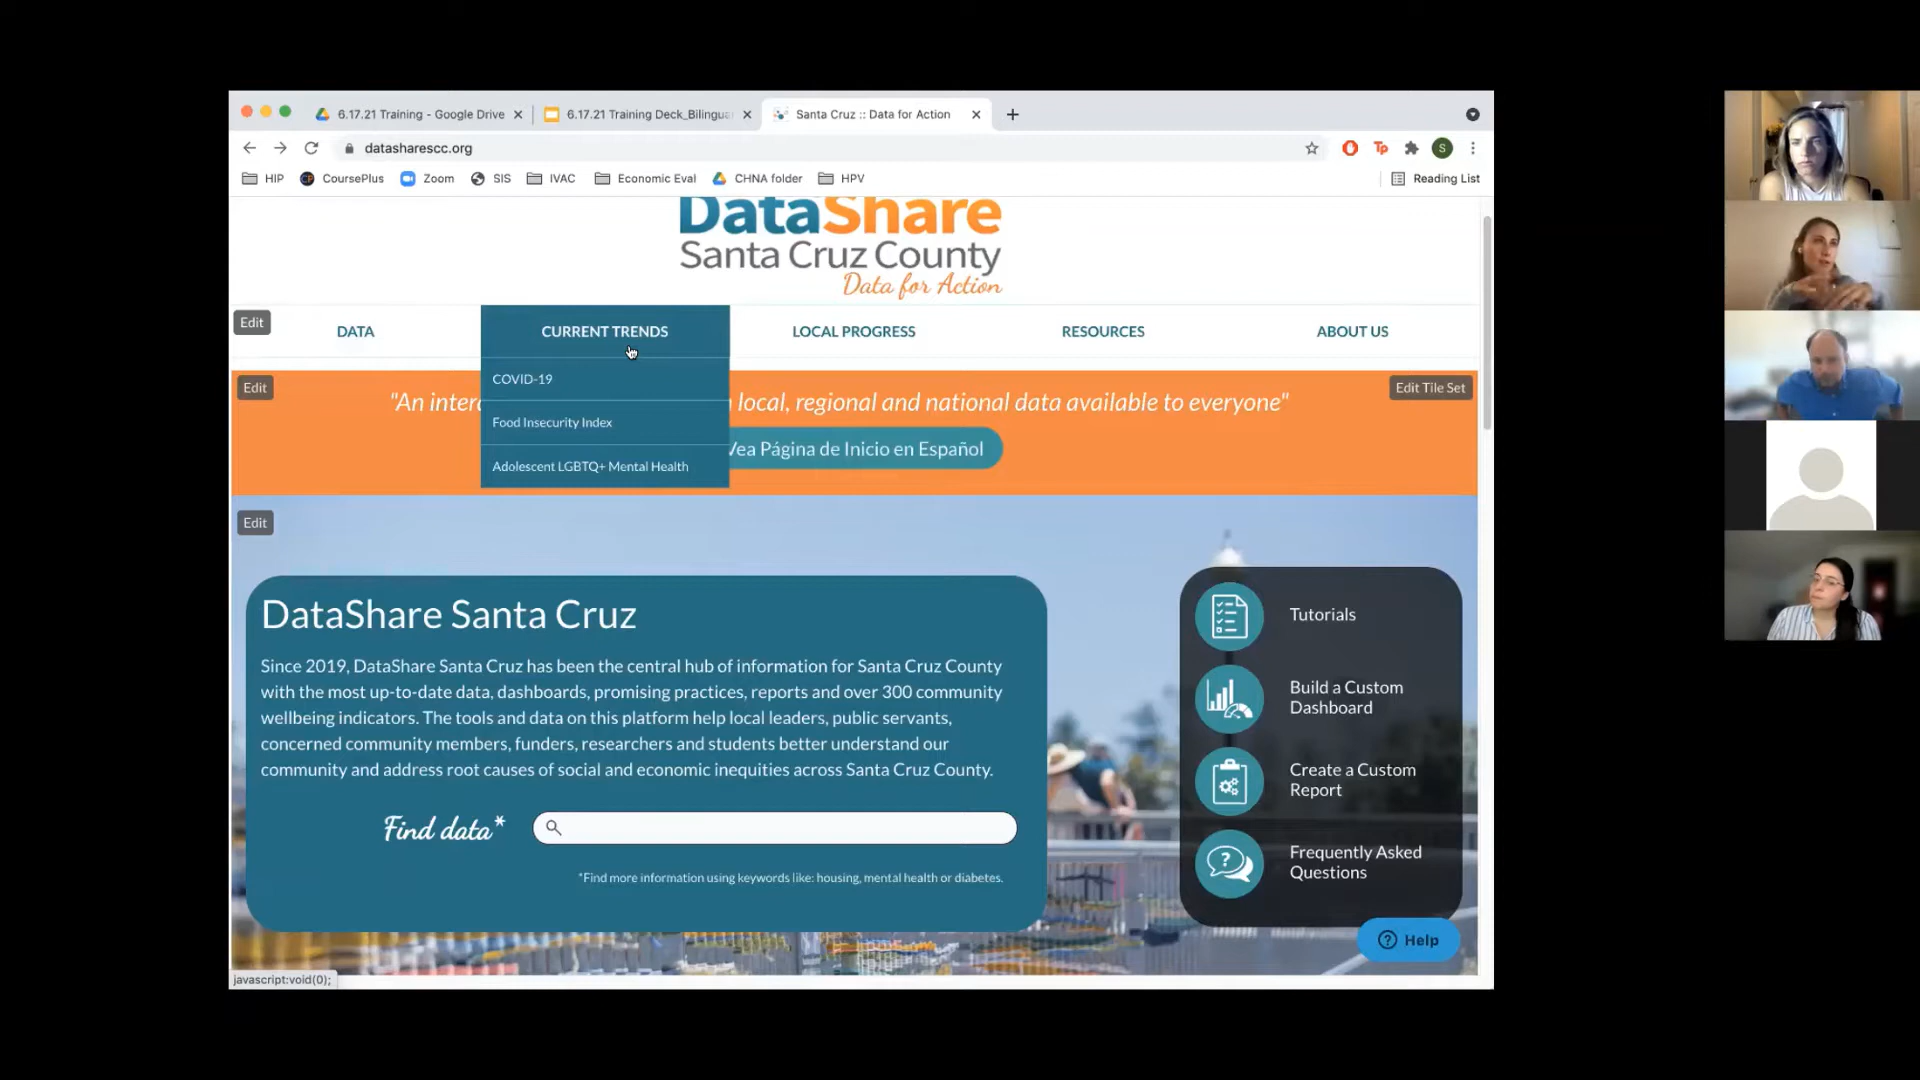 6.17.21 Training - Google Drive
6.17.21 Training Deck_Bilingua
Santa Cruz :: Data for Action
datasharescc.org
Tp
S
HIP
CP
CoursePlus
Zoom
SIS
IVAC
Economic Eval
CHNA folder
HPV
Reading List
DataShare
Santa Cruz County
Data for Action
Edit
DATA
CURRENT TRENDS
LOCAL PROGRESS
RESOURCES
ABOUT US
COVID-19
Food Insecurity Index
Adolescent LGBTQ+ Mental Health
Edit
"An inter
local, regional and national data available to everyone"
Edit Tile Set
Vea Página de Inicio en Español
Edit
DataShare Santa Cruz
Since 2019, DataShare Santa Cruz has been the central hub of information for Santa Cruz County
with the most up-to-date data, dashboards, promising practices, reports and over 300 community
wellbeing indicators. The tools and data on this platform help local leaders, public servants,
concerned community members, funders, researchers and students better understand our
community and address root causes of social and economic inequities across Santa Cruz County.
Find data*
*Find more information using keywords like: housing, mental health or diabetes.
Tutorials
Build a Custom
Dashboard
Create a Custom
Report
Frequently Asked
Questions
? Help
javascript:void(0);